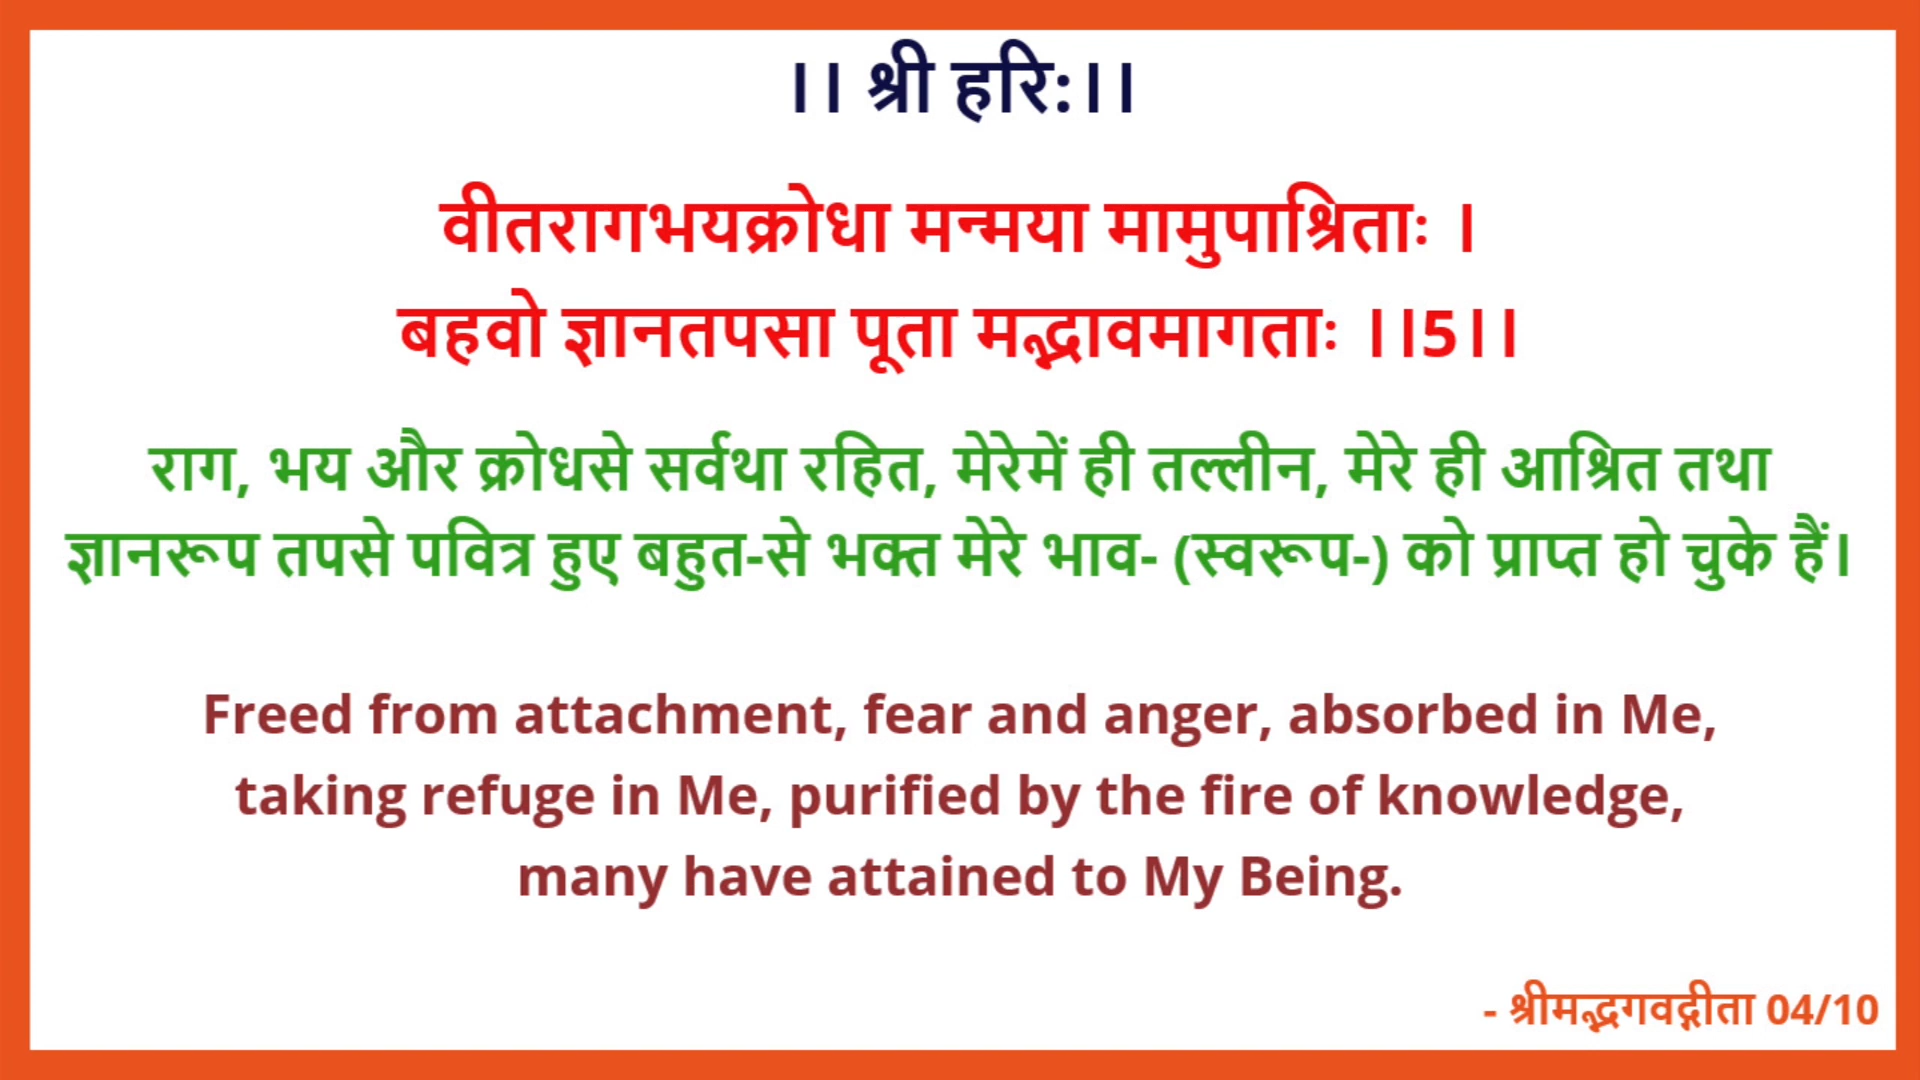 ।। श्री हरि:।।
वीतरागभयक्रोधा मन्मया मामुपाश्रिताः ।
बहवो ज्ञानतपसा पूता मद्भावमागताः ।।5।।
राग, भय और क्रोधसे सर्वथा रहित, मेरेमें ही तल्लीन, मेरे ही आश्रित तथा
ज्ञानरूप तपसे पवित्र हुए बहुत-से भक्त मेरे भाव- (स्वरूप-) को प्राप्त हो चुके हैं।
Freed from attachment, fear and anger, absorbed in Me,
taking refuge in Me, purified by the fire of knowledge,
many have attained to My Being.
- श्रीमद्भगवद्गीता 04/10